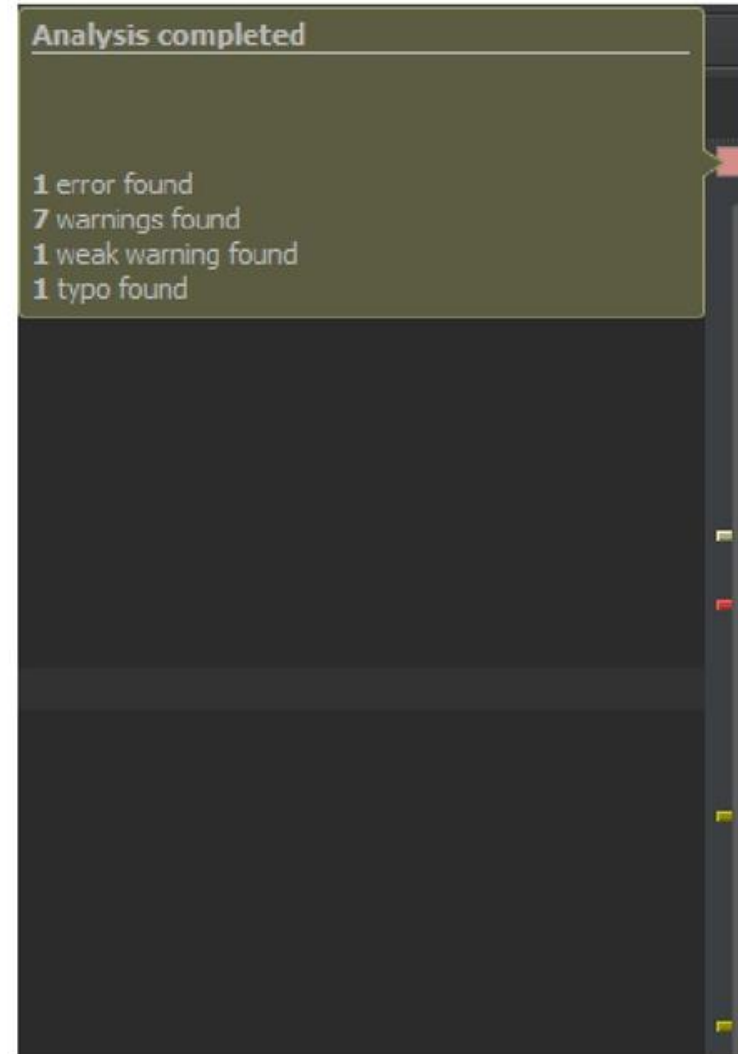 Analysis completed
1 error found
7 warnings found
1 weak warning found
1 typo found